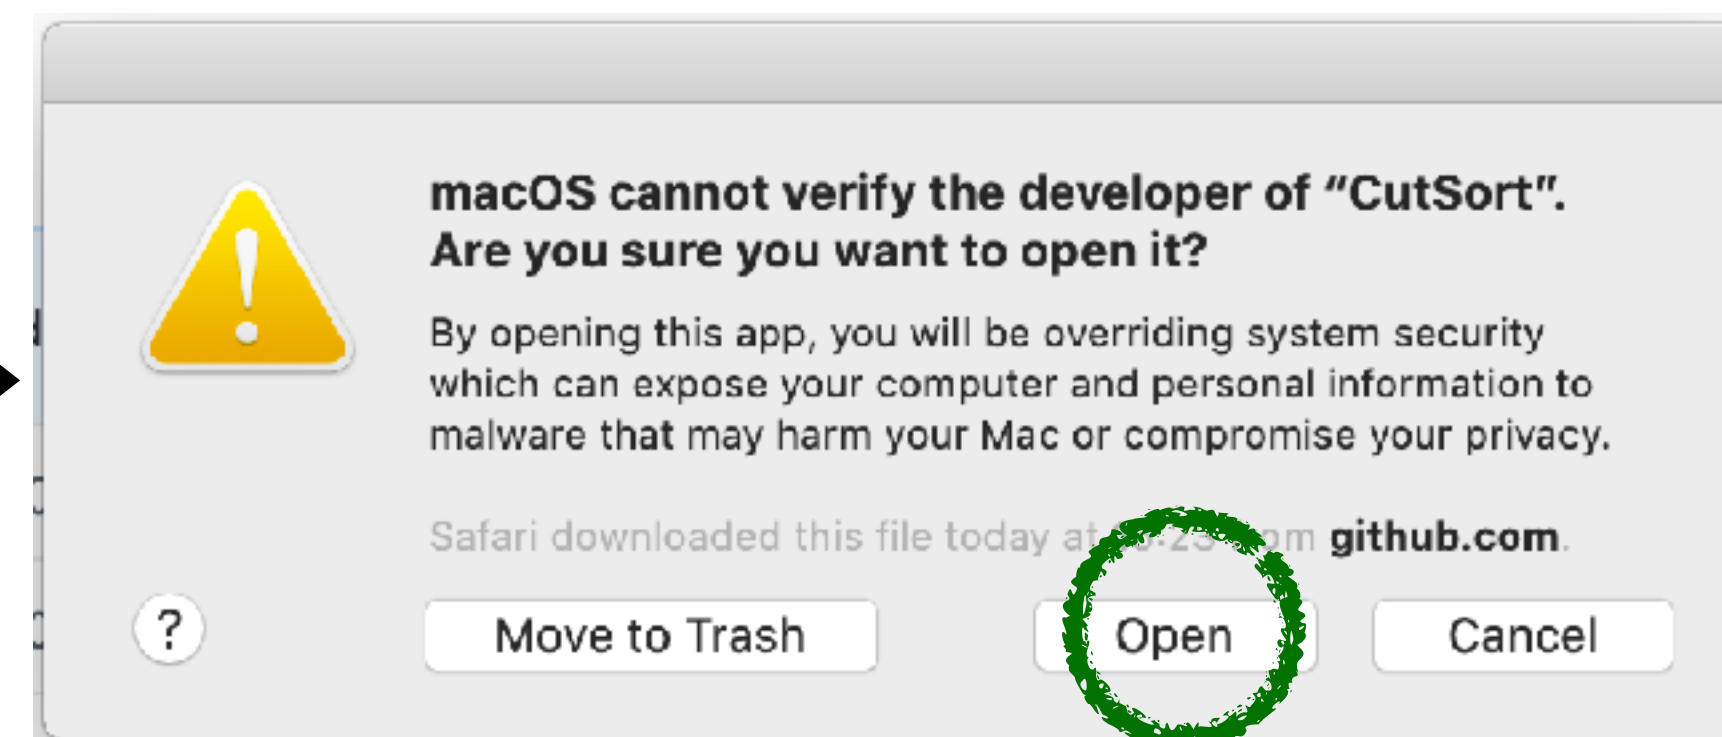 macOS cannot verify the developer of “CutSort”.
Are you sure you want to open it?
By opening this app, you will be overriding system security
which can expose your computer and personal information to
malware that may harm your Mac or compromise your privacy.
Safari downloaded this file today at github.com.
?
Move to Trash
Open
Cancel